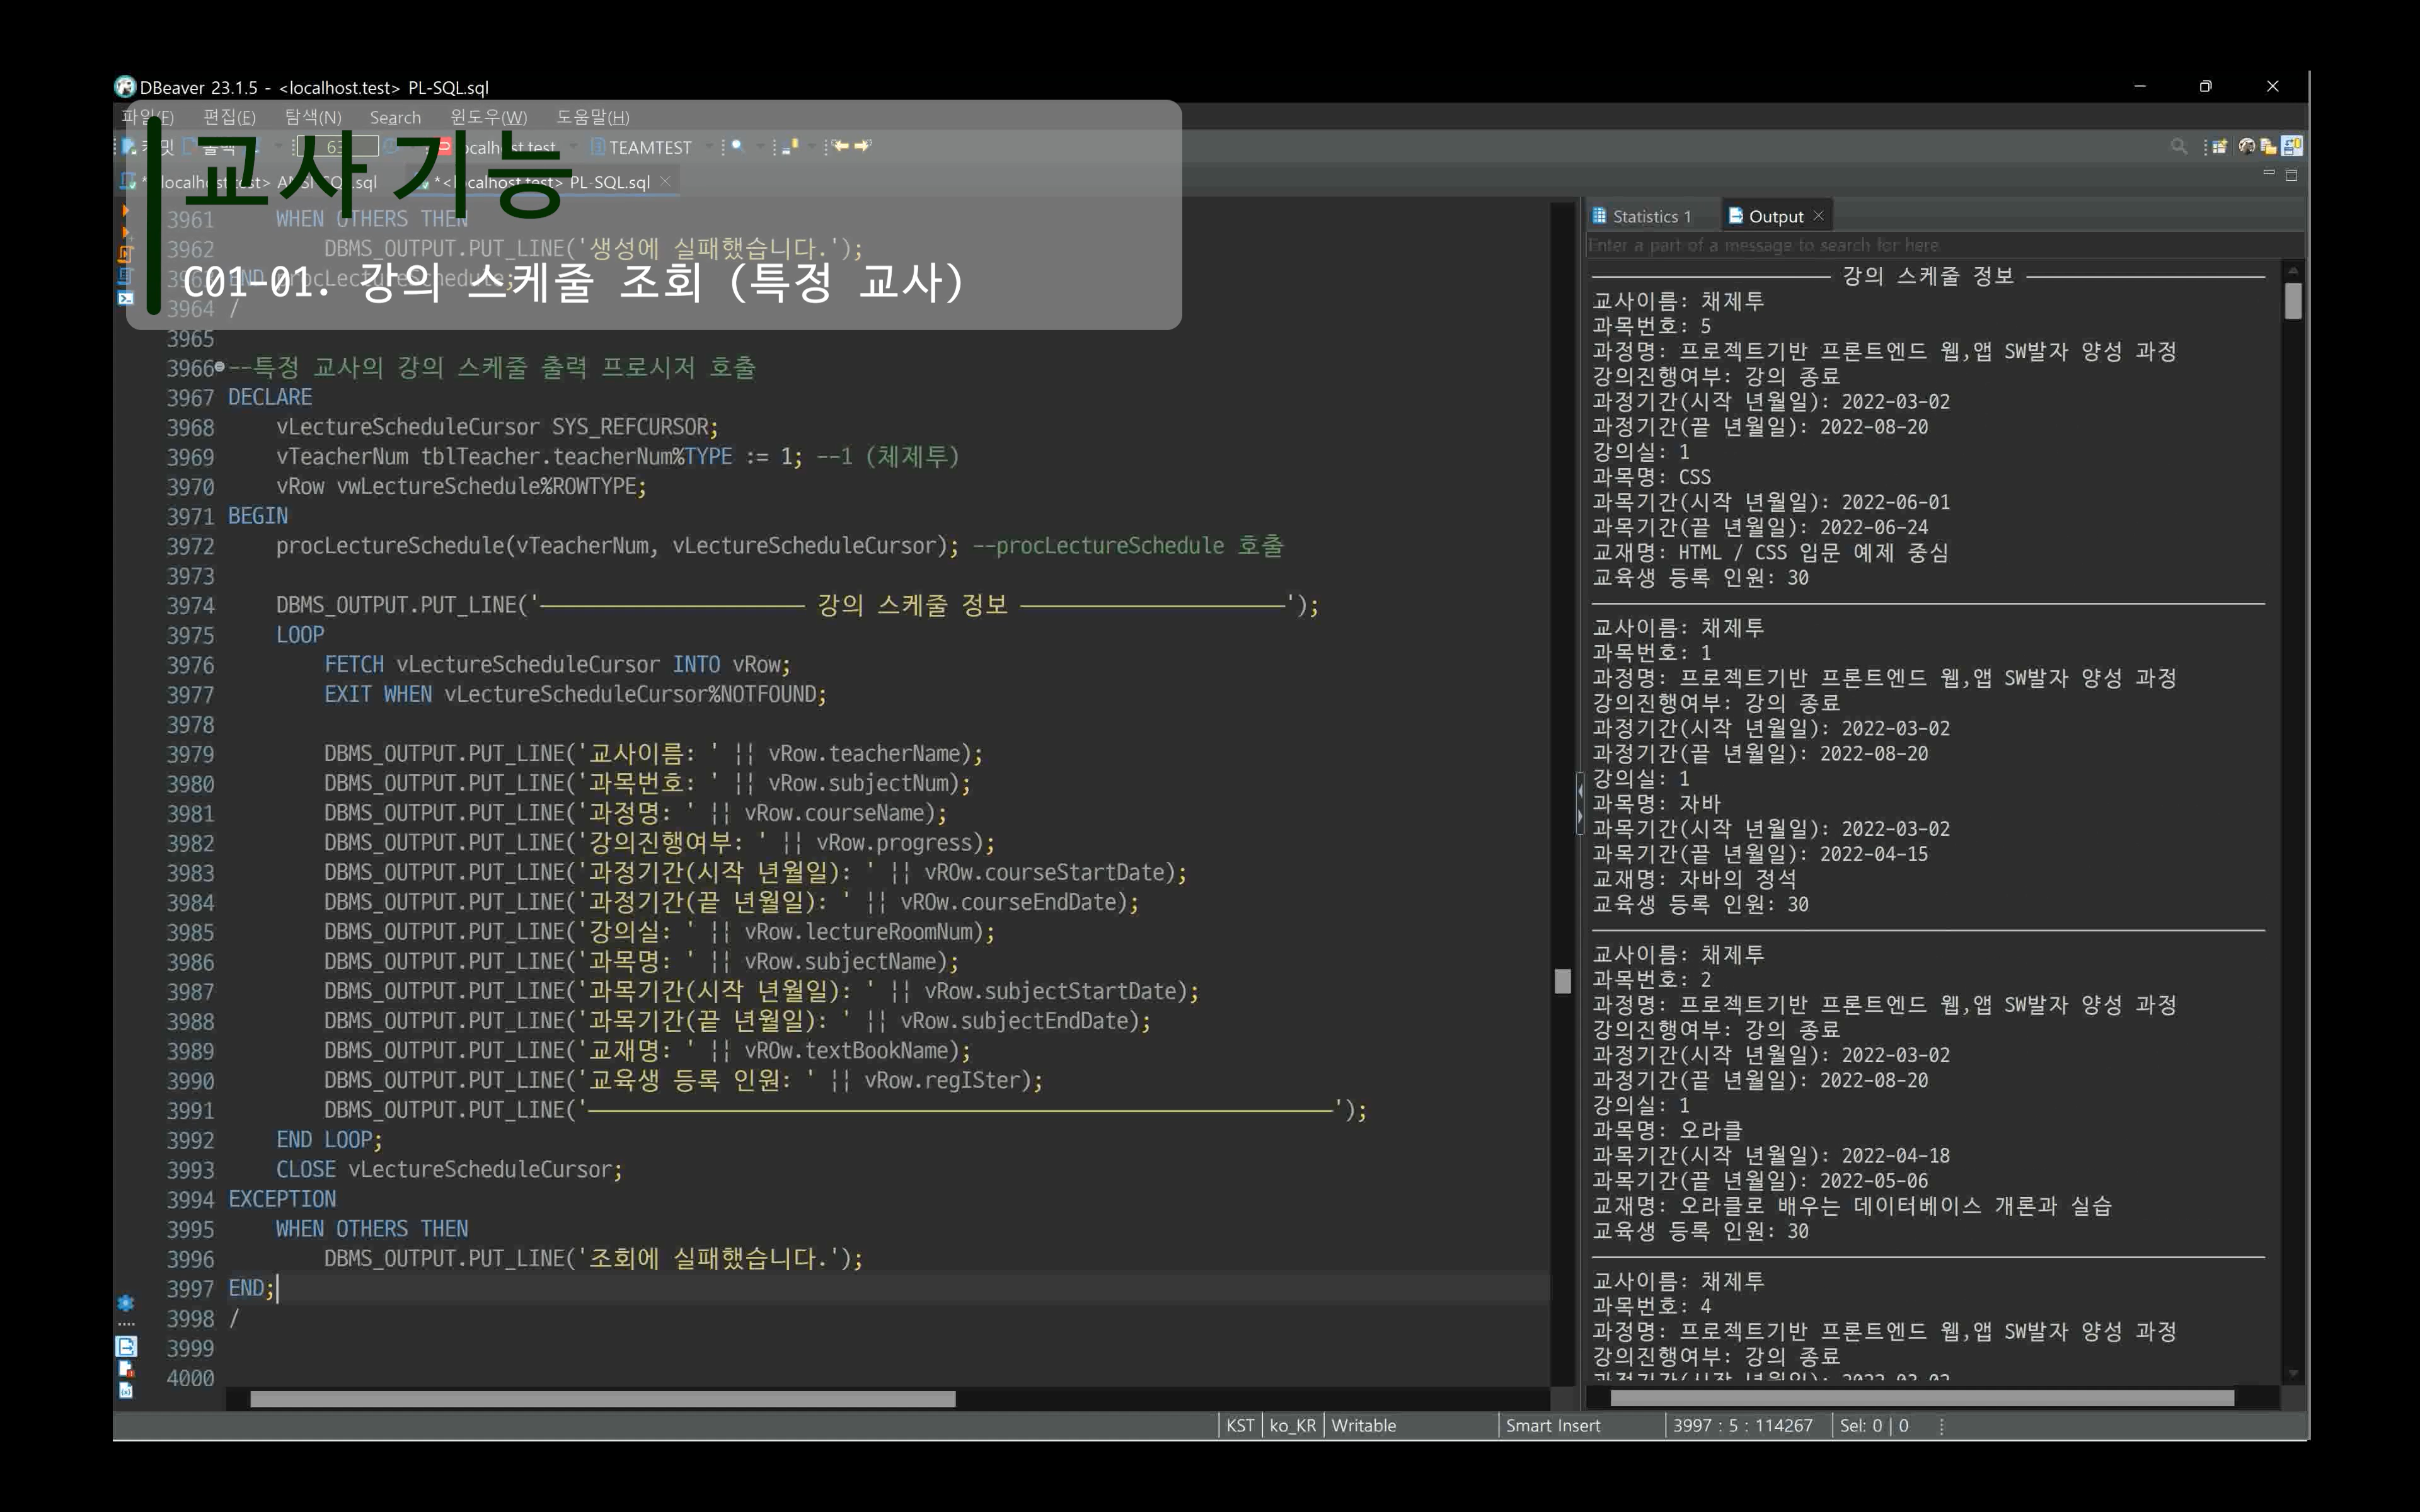 DBeaver 23.1.5 - <localhost.test> PL-SQL.sql
파일(F) 편집(E) 탐색(N) Search 윈도우(W) 도움말(H)
TEAMTEST
*<localhost.test> PL-SQL.sql
교사 기능
C01-01. 강의 스케줄 조회 (특정 교사)
3961 WHEN OTHERS THEN
3962 DBMS_OUTPUT.PUT_LINE('생성에 실패했습니다.');
3964 /
3965
3966 --특정 교사의 강의 스케줄 출력 프로시저 호출
3967 DECLARE
3968 vLectureScheduleCursor SYS_REFCURSOR;
3969 vTeacherNum tblTeacher.teacherNum%TYPE := 1; --1 (체제투)
3970 vRow vwLectureSchedule%ROWTYPE;
3971 BEGIN
3972 procLectureSchedule(vTeacherNum, vLectureScheduleCursor); --procLectureSchedule 호출
3973
3974 DBMS_OUTPUT.PUT_LINE('────────── 강의 스케줄 정보 ──────────');
3975 LOOP
3976 FETCH vLectureScheduleCursor INTO vRow;
3977 EXIT WHEN vLectureScheduleCursor%NOTFOUND;
3978
3979 DBMS_OUTPUT.PUT_LINE('교사이름: ' || vRow.teacherName);
3980 DBMS_OUTPUT.PUT_LINE('과목번호: ' || vRow.subjectNum);
3981 DBMS_OUTPUT.PUT_LINE('과정명: ' || vRow.courseName);
3982 DBMS_OUTPUT.PUT_LINE('강의진행여부: ' || vRow.progress);
3983 DBMS_OUTPUT.PUT_LINE('과정기간(시작 년월일): ' || vROw.courseStartDate);
3984 DBMS_OUTPUT.PUT_LINE('과정기간(끝 년월일): ' || vROw.courseEndDate);
3985 DBMS_OUTPUT.PUT_LINE('강의실: ' || vRow.lectureRoomNum);
3986 DBMS_OUTPUT.PUT_LINE('과목명: ' || vRow.subjectName);
3987 DBMS_OUTPUT.PUT_LINE('과목기간(시작 년월일): ' || vRow.subjectStartDate);
3988 DBMS_OUTPUT.PUT_LINE('과목기간(끝 년월일): ' || vRow.subjectEndDate);
3989 DBMS_OUTPUT.PUT_LINE('교재명: ' || vROw.textBookName);
3990 DBMS_OUTPUT.PUT_LINE('교육생 등록 인원: ' || vRow.regISter);
3991 DBMS_OUTPUT.PUT_LINE('────────────────────────────');
3992 END LOOP;
3993 CLOSE vLectureScheduleCursor;
3994 EXCEPTION
3995 WHEN OTHERS THEN
3996 DBMS_OUTPUT.PUT_LINE('조회에 실패했습니다.');
3997 END;
3998 /
3999
4000
Statistics 1 Output
Enter a part of a message to search for here
────────── 강의 스케줄 정보 ──────────
교사이름: 채제투
과목번호: 5
과정명: 프로젝트기반 프론트엔드 웹,앱 SW발자 양성 과정
강의진행여부: 강의 종료
과정기간(시작 년월일): 2022-03-02
과정기간(끝 년월일): 2022-08-20
강의실: 1
과목명: CSS
과목기간(시작 년월일): 2022-06-01
과목기간(끝 년월일): 2022-06-24
교재명: HTML / CSS 입문 예제 중심
교육생 등록 인원: 30
교사이름: 채제투
과목번호: 1
과정명: 프로젝트기반 프론트엔드 웹,앱 SW발자 양성 과정
강의진행여부: 강의 종료
과정기간(시작 년월일): 2022-03-02
과정기간(끝 년월일): 2022-08-20
강의실: 1
과목명: 자바
과목기간(시작 년월일): 2022-03-02
과목기간(끝 년월일): 2022-04-15
교재명: 자바의 정석
교육생 등록 인원: 30
교사이름: 채제투
과목번호: 2
과정명: 프로젝트기반 프론트엔드 웹,앱 SW발자 양성 과정
강의진행여부: 강의 종료
과정기간(시작 년월일): 2022-03-02
과정기간(끝 년월일): 2022-08-20
강의실: 1
과목명: 오라클
과목기간(시작 년월일): 2022-04-18
과목기간(끝 년월일): 2022-05-06
교재명: 오라클로 배우는 데이터베이스 개론과 실습
교육생 등록 인원: 30
교사이름: 채제투
과목번호: 4
과정명: 프로젝트기반 프론트엔드 웹,앱 SW발자 양성 과정
강의진행여부: 강의 종료
KST ko_KR Writable Smart Insert 3997 : 5 : 114267 Sel: 0 | 0